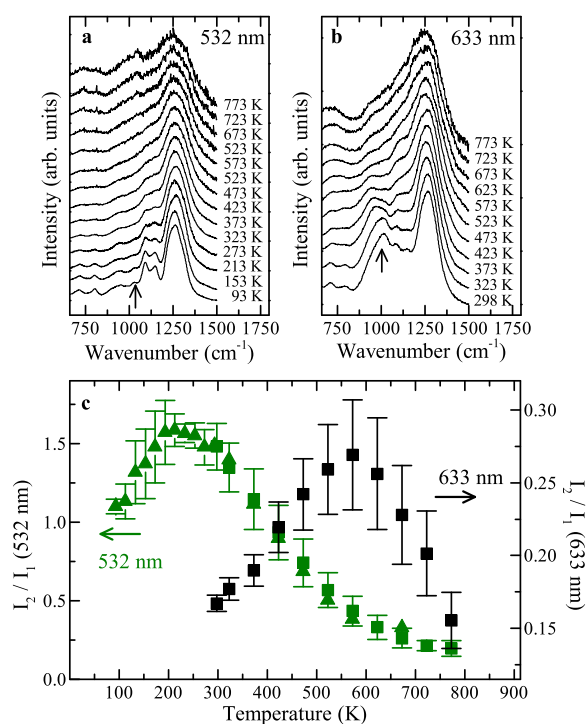 a
532 nm
Intensity (arb. units)
773 K
723 K
673 K
523 K
573 K
523 K
473 K
423 K
373 K
323 K
273 K
213 K
153 K
93 K
750 1000 1250 1500 1750
Wavenumber (cm⁻¹)
b
633 nm
Intensity (arb. units)
773 K
723 K
673 K
623 K
573 K
523 K
473 K
423 K
373 K
323 K
298 K
750 1000 1250 1500 1750
Wavenumber (cm⁻¹)
c
I₂ / I₁ (532 nm)
1.5
1.0
0.5
0.0
532 nm
633 nm
0.30
0.25
0.20
0.15
I₂ / I₁ (633 nm)
100 200 300 400 500 600 700 800 900
Temperature (K)